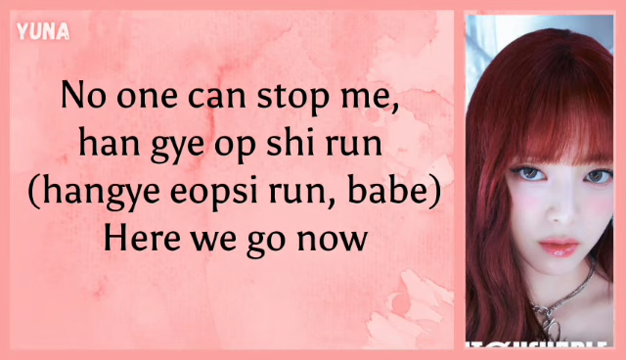 YUNA
No one can stop me,
han gye op shi run
(hangye eopsi run, babe)
Here we go now